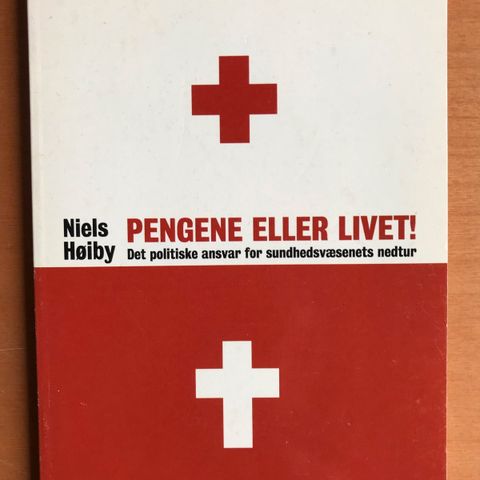 Niels Høiby
PENGENE ELLER LIVET!
Det politiske ansvar for sundhedsvæsenets nedtur